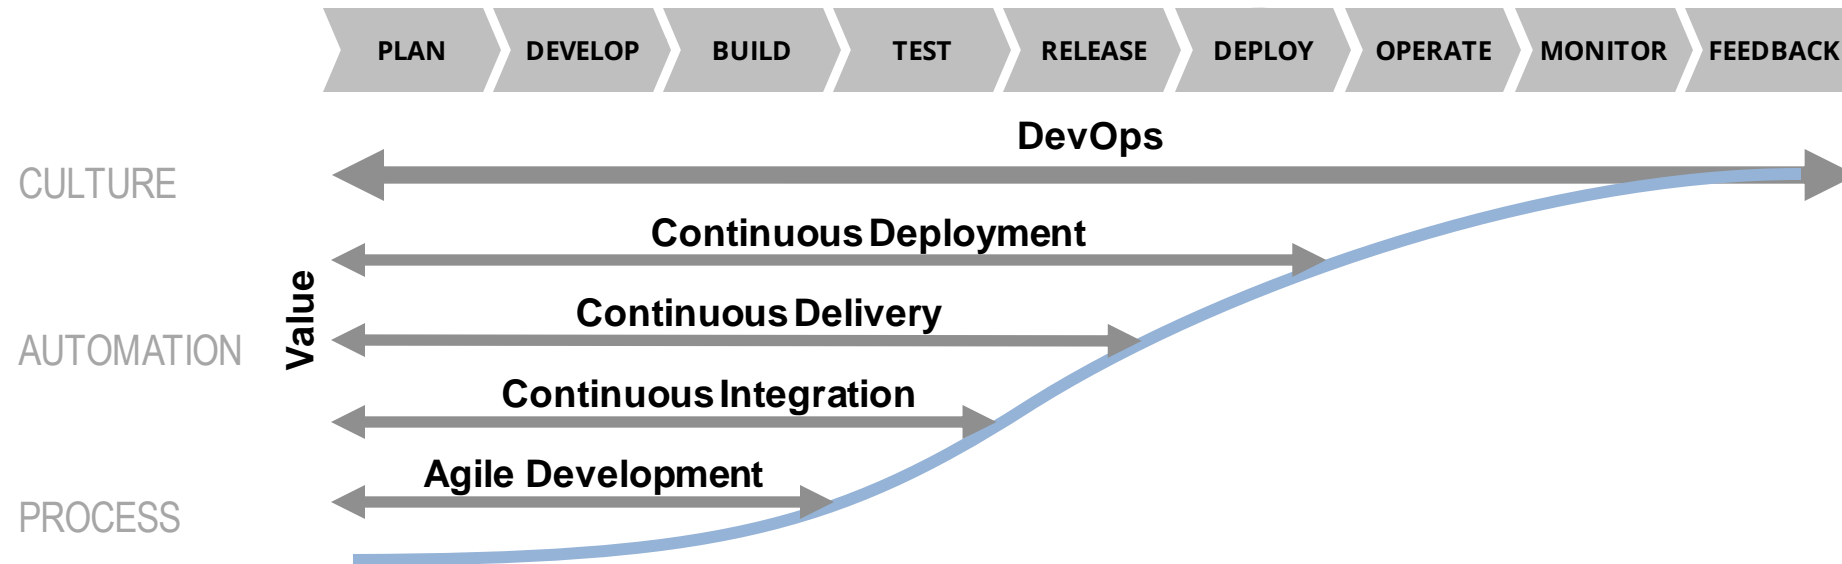 PLAN DEVELOP BUILD TEST RELEASE DEPLOY OPERATE MONITOR FEEDBACK
DevOps
CULTURE
Continuous Deployment
Value
Continuous Delivery
AUTOMATION
Continuous Integration
Agile Development
PROCESS